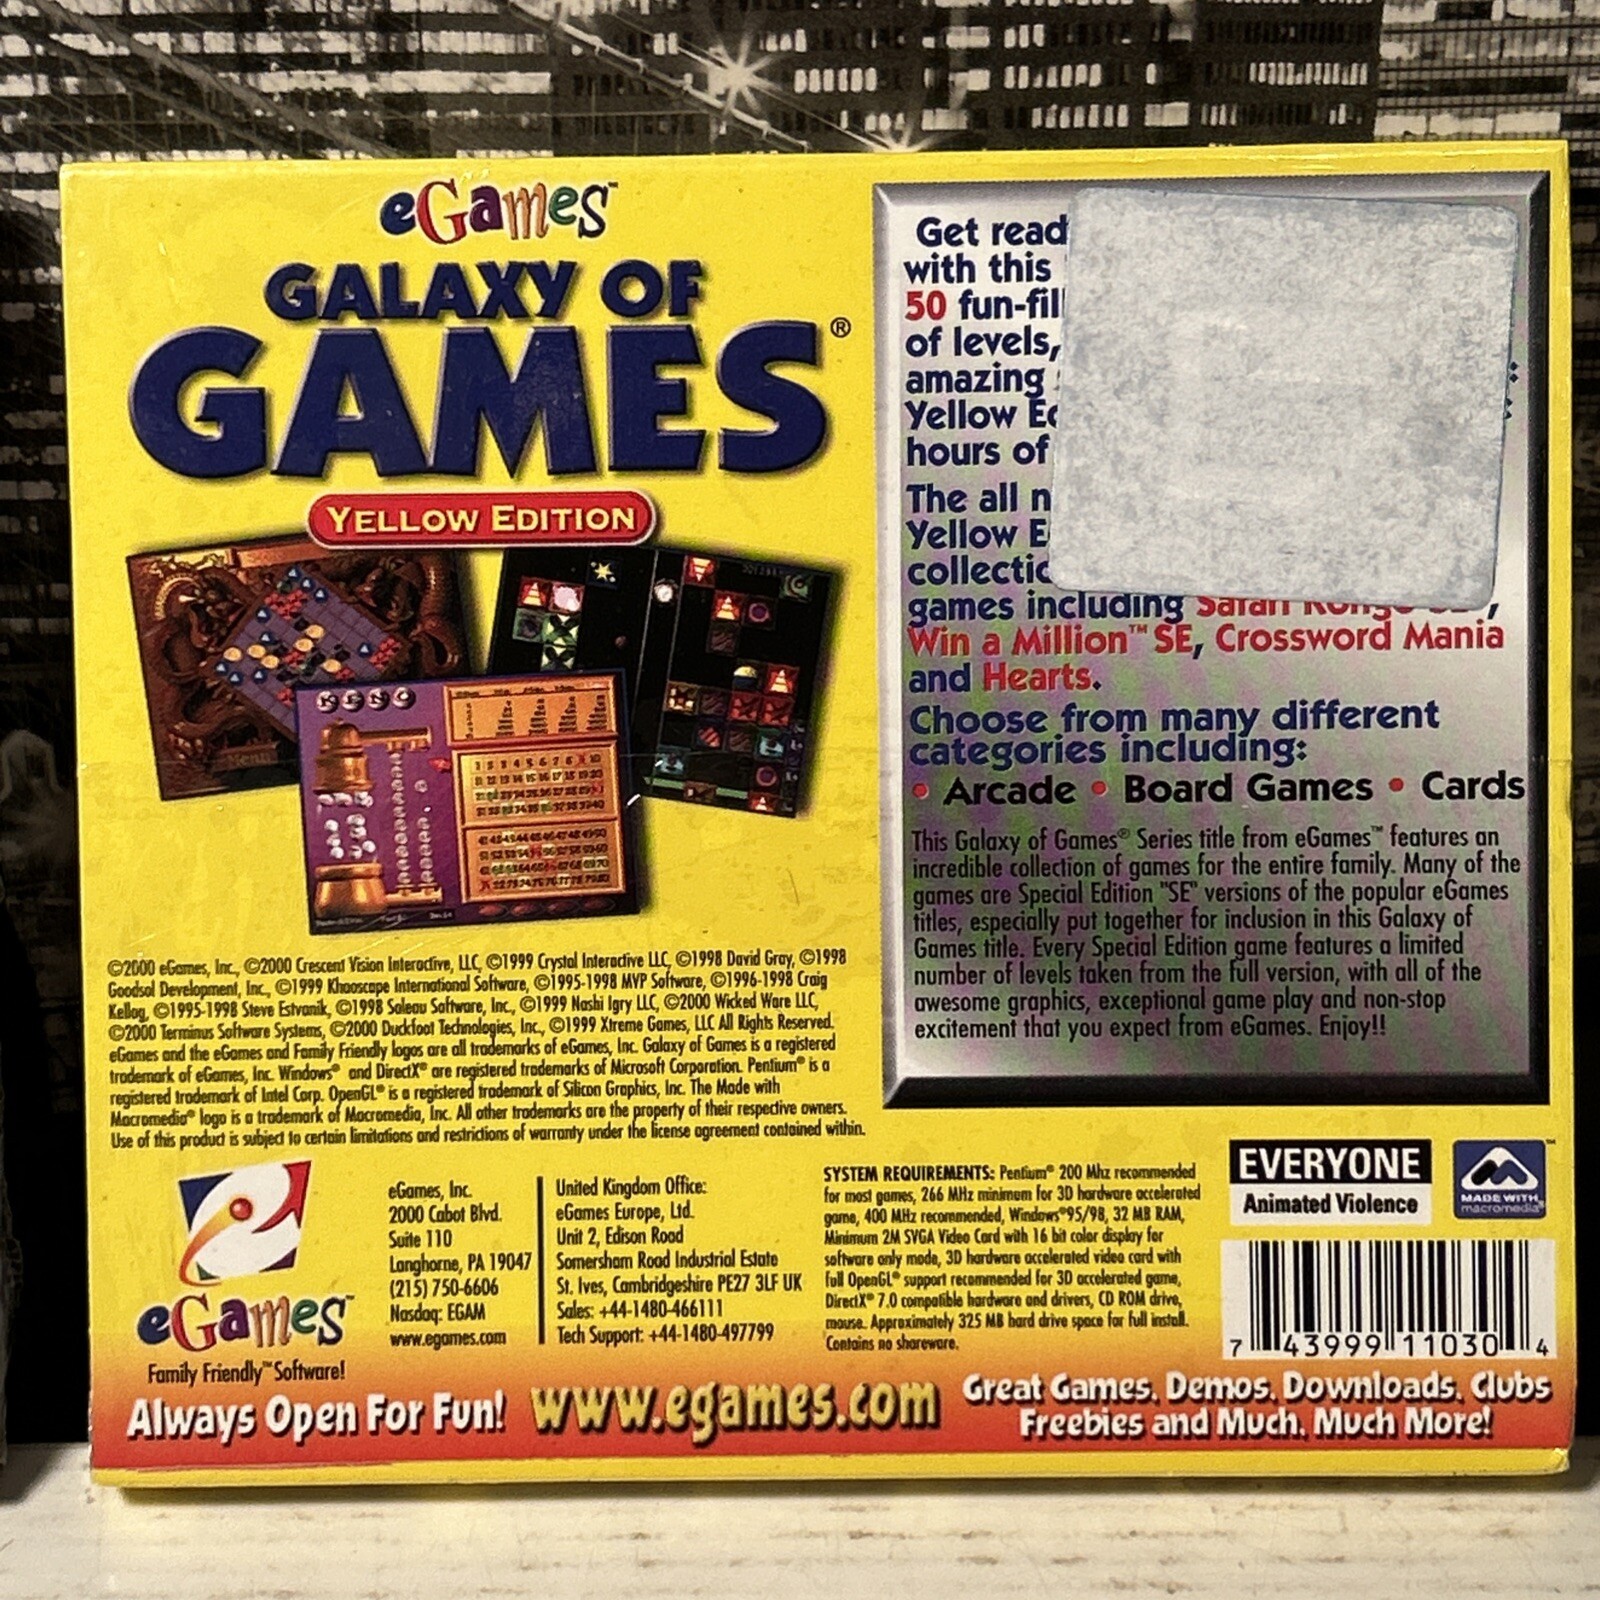 eGames™
GALAXY OF
GAMES®
YELLOW EDITION
KENO
Get read
with this
50 fun-fil
of levels,
amazing
Yellow Ed
hours of
The all n
Yellow E
collectic
games including Safari Kongo SE,
Win a Million™ SE, Crossword Mania
and Hearts.
Choose from many different
categories including:
• Arcade • Board Games • Cards
This Galaxy of Games® Series title from eGames™ features an
incredible collection of games for the entire family. Many of the
games are Special Edition "SE" versions of the popular eGames
titles, especially put together for inclusion in this Galaxy of
Games title. Every Special Edition game features a limited
number of levels taken from the full version, with all of the
awesome graphics, exceptional game play and non-stop
excitement that you expect from eGames. Enjoy!!
©2000 eGames, Inc., ©2000 Crescent Vision Interactive, LLC, ©1999 Crystal Interactive LLC, ©1998 David Gray, ©1998
Goodsol Development, Inc., ©1999 Khooscape International Software, ©1995-1998 MVP Software, ©1996-1998 Craig
Kellog, ©1995-1998 Steve Estvanik, ©1998 Soleau Software, Inc., ©1999 Nashi Igry LLC, ©2000 Wicked Ware LLC,
©2000 Terminus Software Systems, ©2000 Duckfoot Technologies, Inc., ©1999 Xtreme Games, LLC All Rights Reserved.
eGames and the eGames and Family Friendly logos are all trademarks of eGames, Inc. Galaxy of Games is a registered
trademark of eGames, Inc. Windows® and DirectX® are registered trademarks of Microsoft Corporation. Pentium® is a
registered trademark of Intel Corp. OpenGL® is a registered trademark of Silicon Graphics, Inc. The Made with
Macromedia® logo is a trademark of Macromedia, Inc. All other trademarks are the property of their respective owners.
Use of this product is subject to certain limitations and restrictions of warranty under the license agreement contained within.
eGames™
Family Friendly™ Software!
eGames, Inc.
2000 Cabot Blvd.
Suite 110
Langhorne, PA 19047
(215) 750-6606
Nasdaq: EGAM
www.egames.com
United Kingdom Office:
eGames Europe, Ltd.
Unit 2, Edison Road
Somersham Road Industrial Estate
St. Ives, Cambridgeshire PE27 3LF UK
Sales: +44-1480-466111
Tech Support: +44-1480-497799
SYSTEM REQUIREMENTS: Pentium® 200 Mhz recommended
for most games, 266 MHz minimum for 3D hardware accelerated
game, 400 MHz recommended, Windows®95/98, 32 MB RAM,
Minimum 2M SVGA Video Card with 16 bit color display for
software only mode, 3D hardware accelerated video card with
full OpenGL® support recommended for 3D accelerated game,
DirectX® 7.0 compatible hardware and drivers, CD ROM drive,
mouse. Approximately 325 MB hard drive space for full install.
Contains no shareware.
EVERYONE
Animated Violence
MADE WITH
macromedia®
7 43999 11030 4
Always Open For Fun!
www.egames.com
Great Games, Demos, Downloads, Clubs
Freebies and Much, Much More!